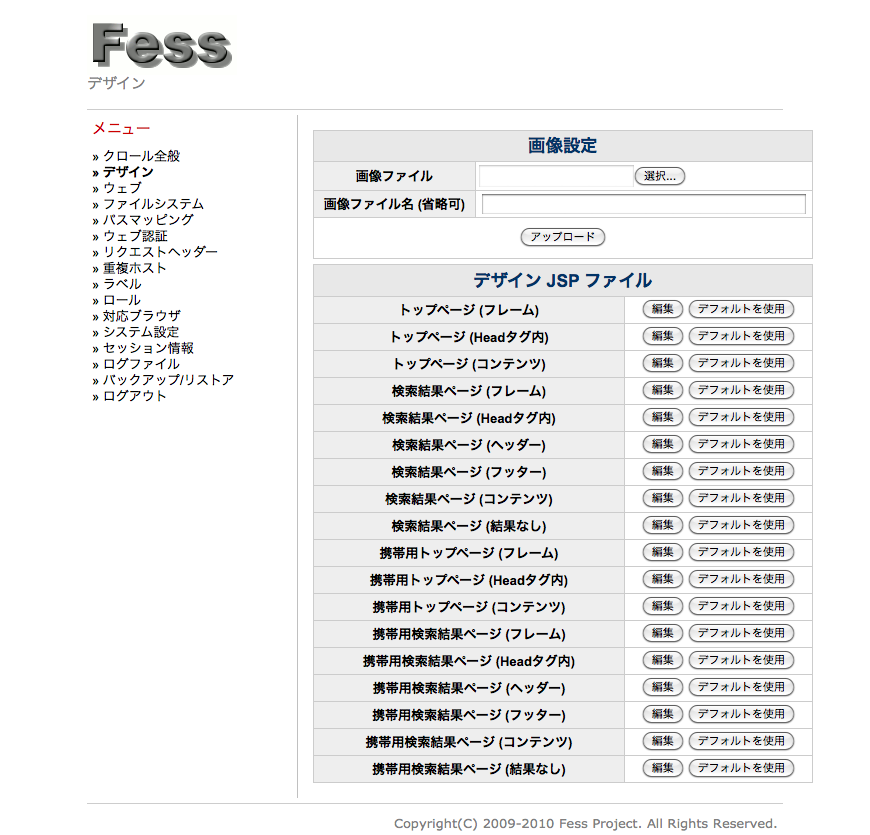 Fess
デザイン
メニュー
» クロール全般
» デザイン
» ウェブ
» ファイルシステム
» パスマッピング
» ウェブ認証
» リクエストヘッダー
» 重複ホスト
» ラベル
» ロール
» 対応ブラウザ
» システム設定
» セッション情報
» ログファイル
» バックアップ/リストア
» ログアウト
画像設定
画像ファイル 選択...
画像ファイル名 (省略可)
アップロード
デザイン JSP ファイル
トップページ (フレーム) 編集 デフォルトを使用
トップページ (Headタグ内) 編集 デフォルトを使用
トップページ (コンテンツ) 編集 デフォルトを使用
検索結果ページ (フレーム) 編集 デフォルトを使用
検索結果ページ (Headタグ内) 編集 デフォルトを使用
検索結果ページ (ヘッダー) 編集 デフォルトを使用
検索結果ページ (フッター) 編集 デフォルトを使用
検索結果ページ (コンテンツ) 編集 デフォルトを使用
検索結果ページ (結果なし) 編集 デフォルトを使用
携帯用トップページ (フレーム) 編集 デフォルトを使用
携帯用トップページ (Headタグ内) 編集 デフォルトを使用
携帯用トップページ (コンテンツ) 編集 デフォルトを使用
携帯用検索結果ページ (フレーム) 編集 デフォルトを使用
携帯用検索結果ページ (Headタグ内) 編集 デフォルトを使用
携帯用検索結果ページ (ヘッダー) 編集 デフォルトを使用
携帯用検索結果ページ (フッター) 編集 デフォルトを使用
携帯用検索結果ページ (コンテンツ) 編集 デフォルトを使用
携帯用検索結果ページ (結果なし) 編集 デフォルトを使用
Copyright(C) 2009-2010 Fess Project. All Rights Reserved.